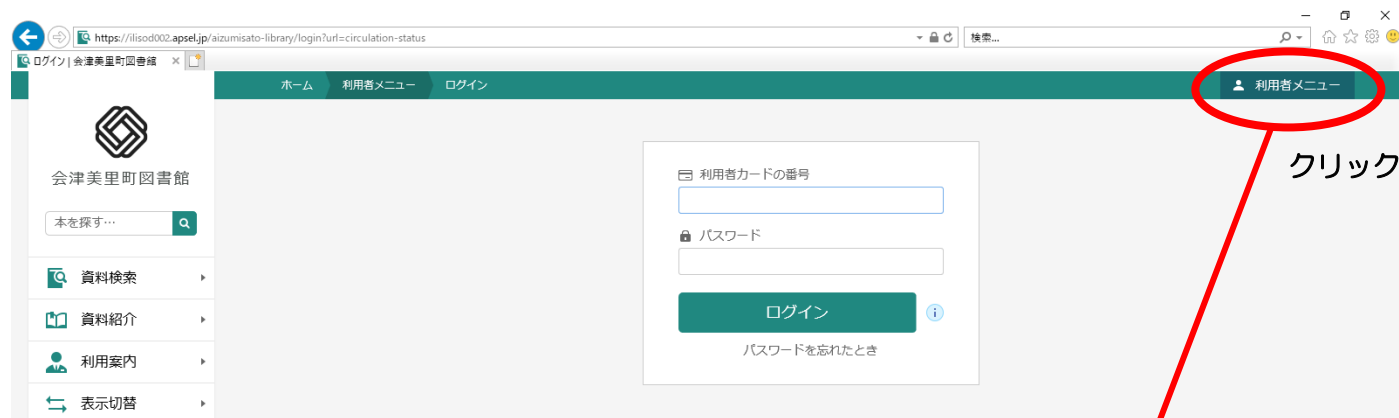 https://ilisod002.apsel.jp/aizumisato-library/login?url=circulation-status
検索...
ログイン | 会津美里町図書館
ホーム 利用者メニュー ログイン
利用者メニュー
クリック
会津美里町図書館
本を探す…
資料検索
資料紹介
利用案内
表示切替
利用者カードの番号
パスワード
ログイン
パスワードを忘れたとき